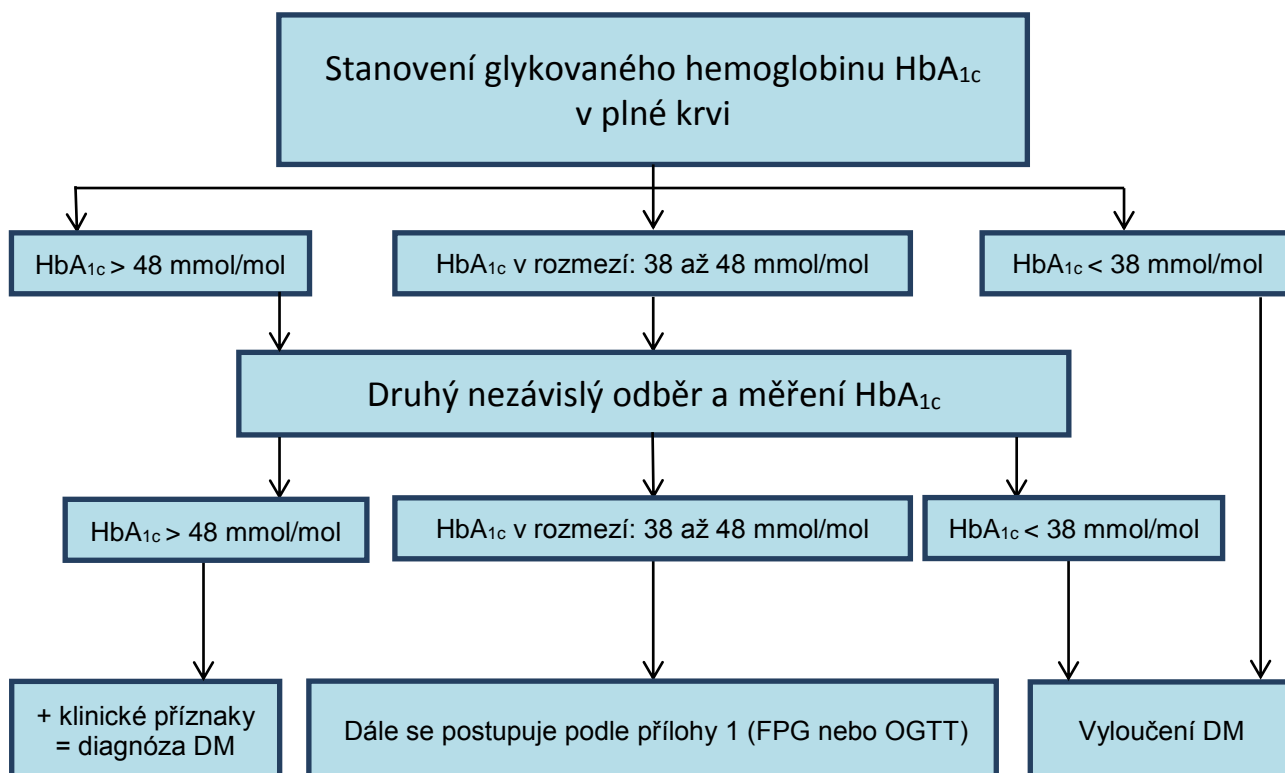 Stanovení glykovaného hemoglobinu HbA1c
v plné krvi
HbA1c > 48 mmol/mol
HbA1c v rozmezí: 38 až 48 mmol/mol
HbA1c < 38 mmol/mol
Druhý nezávislý odběr a měření HbA1c
HbA1c > 48 mmol/mol
HbA1c v rozmezí: 38 až 48 mmol/mol
HbA1c < 38 mmol/mol
+ klinické příznaky
= diagnóza DM
Dále se postupuje podle přílohy 1 (FPG nebo OGTT)
Vyloučení DM